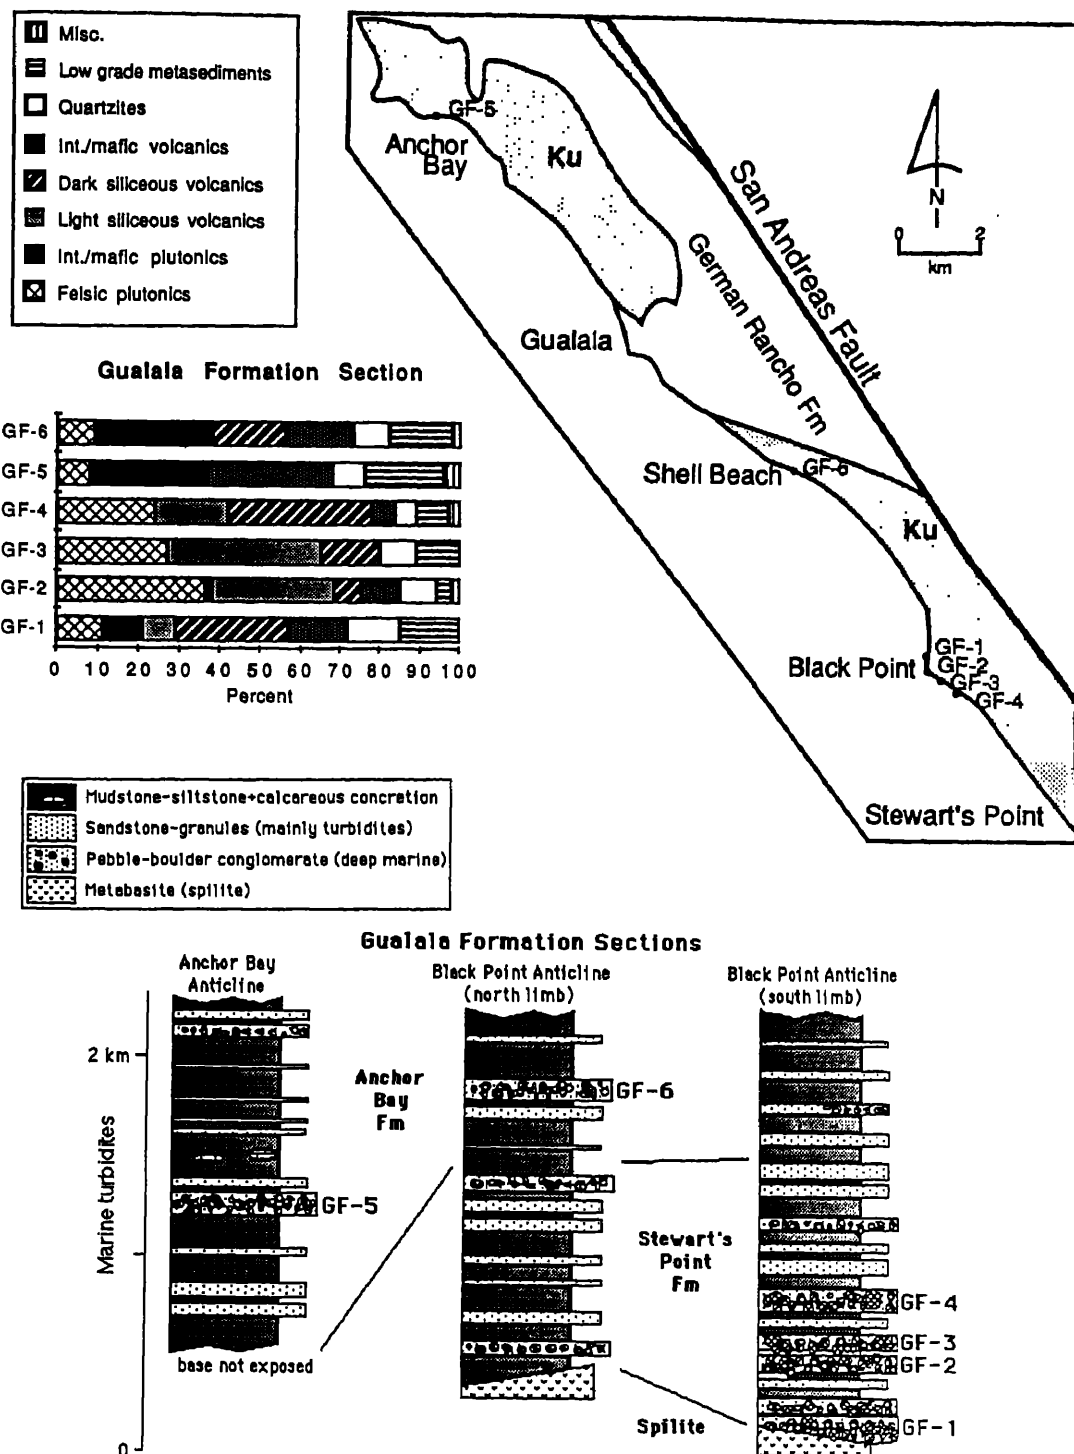 Misc.
Low grade metasediments
Quartzites
Int./mafic volcanics
Dark siliceous volcanics
Light siliceous volcanics
Int./mafic plutonics
Felsic plutonics
GF-5
Anchor
Bay
Ku
San Andreas Fault
N
0 2
km
German Rancho Fm
Gualala
Shell Beach
GF-6
Ku
Black Point
GF-1
GF-2
GF-3
GF-4
Stewart's Point
Gualala Formation Section
GF-6
GF-5
GF-4
GF-3
GF-2
GF-1
0 10 20 30 40 50 60 70 80 90 100
Percent
Mudstone-siltstone+calcareous concretion
Sandstone-granules (mainly turbidites)
Pebble-boulder conglomerate (deep marine)
Metabasite (spilite)
Gualala Formation Sections
Anchor Bay
Anticline
Black Point Anticline
(north limb)
Black Point Anticline
(south limb)
2 km
Marine turbidites
0
Anchor
Bay
Fm
GF-6
GF-5
Stewart's
Point
Fm
GF-4
GF-3
GF-2
GF-1
base not exposed
Spilite